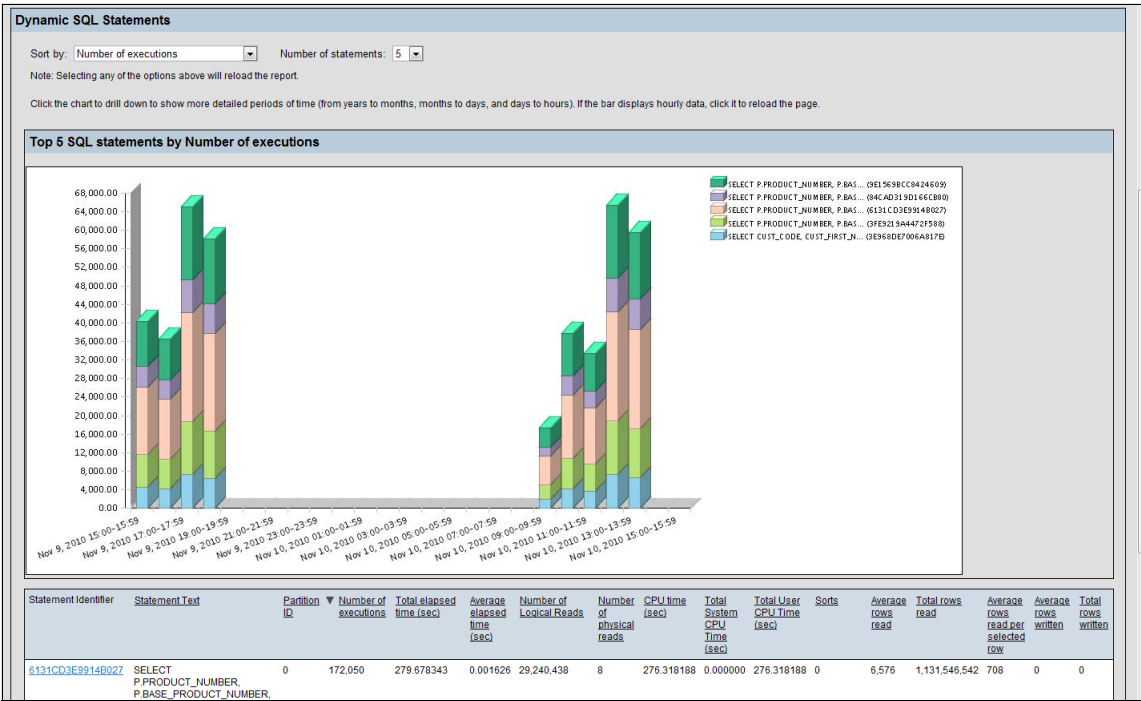 Dynamic SQL Statements
Sort by: Number of executions Number of statements: 5
Note: Selecting any of the options above will reload the report.
Click the chart to drill down to show more detailed periods of time (from years to months, months to days, and days to hours). If the bar displays hourly data, click it to reload the page.
Top 5 SQL statements by Number of executions
68,000.00
64,000.00
60,000.00
56,000.00
52,000.00
48,000.00
44,000.00
40,000.00
36,000.00
32,000.00
28,000.00
24,000.00
20,000.00
16,000.00
12,000.00
8,000.00
4,000.00
0.00
SELECT P.PRODUCT_NUMBER, P.BAS... (9E1569BCC8424609)
SELECT P.PRODUCT_NUMBER, P.BAS... (84CAD319D166CB80)
SELECT P.PRODUCT_NUMBER, P.BAS... (6131CD3E9914B027)
SELECT P.PRODUCT_NUMBER, P.BAS... (3FE9219A4472F588)
SELECT CUST_CODE, CUST_FIRST_N... (3E968DE7006A817E)
Nov 9, 2010 15:00-15:59
Nov 9, 2010 17:00-17:59
Nov 9, 2010 19:00-19:59
Nov 9, 2010 21:00-21:59
Nov 9, 2010 23:00-23:59
Nov 10, 2010 01:00-01:59
Nov 10, 2010 03:00-03:59
Nov 10, 2010 05:00-05:59
Nov 10, 2010 07:00-07:59
Nov 10, 2010 09:00-09:59
Nov 10, 2010 11:00-11:59
Nov 10, 2010 13:00-13:59
Nov 10, 2010 15:00-15:59
Statement Identifier Statement Text Partition Number of Total elapsed Average Number of Number CPU time Total Total User Sorts Average Total rows Average Average Total
ID executions time (sec) elapsed Logical Reads of (sec) System CPU Time rows read rows rows rows
time physical CPU (sec) read read per written written
(sec) reads Time selected
(sec) row
6131CD3E9914B027 SELECT 0 172,050 279.678343 0.001626 29,240,438 8 276.318188 0.000000 276.318188 0 6,576 1,131,546,542 708 0 0
P.PRODUCT_NUMBER,
P.BASE_PRODUCT_NUMBER,